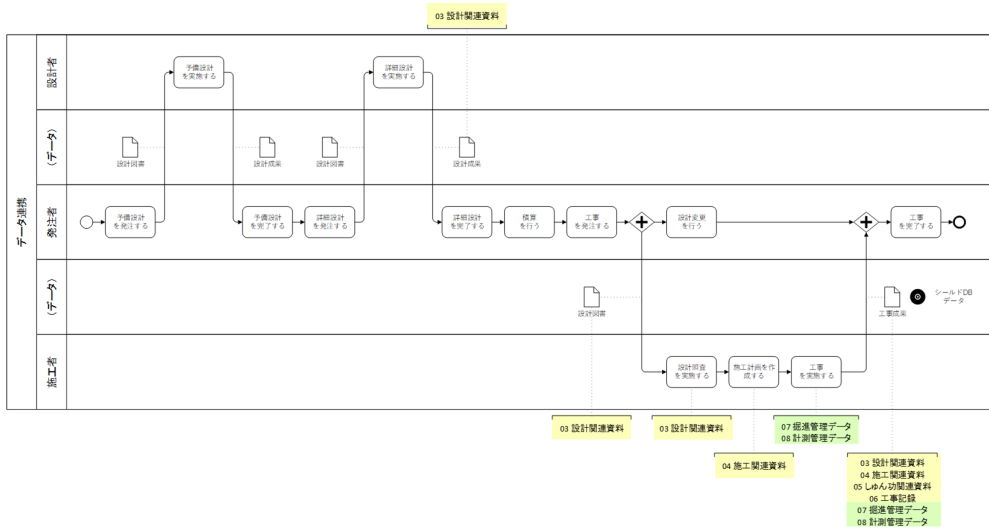 03 設計関連資料
データ連携
設計者
予備設計
を実施する
詳細設計
を実施する
(データ)
設計図書
設計成果
設計図書
設計成果
発注者
予備設計
を発注する
予備設計
を完了する
詳細設計
を発注する
詳細設計
を完了する
積算
を行う
工事
を発注する
設計変更
を行う
工事
を完了する
(データ)
設計図書
工事成果
シールドDB
データ
施工者
設計照査
を実施する
施工計画を作
成する
工事
を実施する
03 設計関連資料
03 設計関連資料
07 掘進管理データ
08 計測管理データ
04 施工関連資料
03 設計関連資料
04 施工関連資料
05 しゅん功関連資料
06 工事記録
07 掘進管理データ
08 計測管理データ